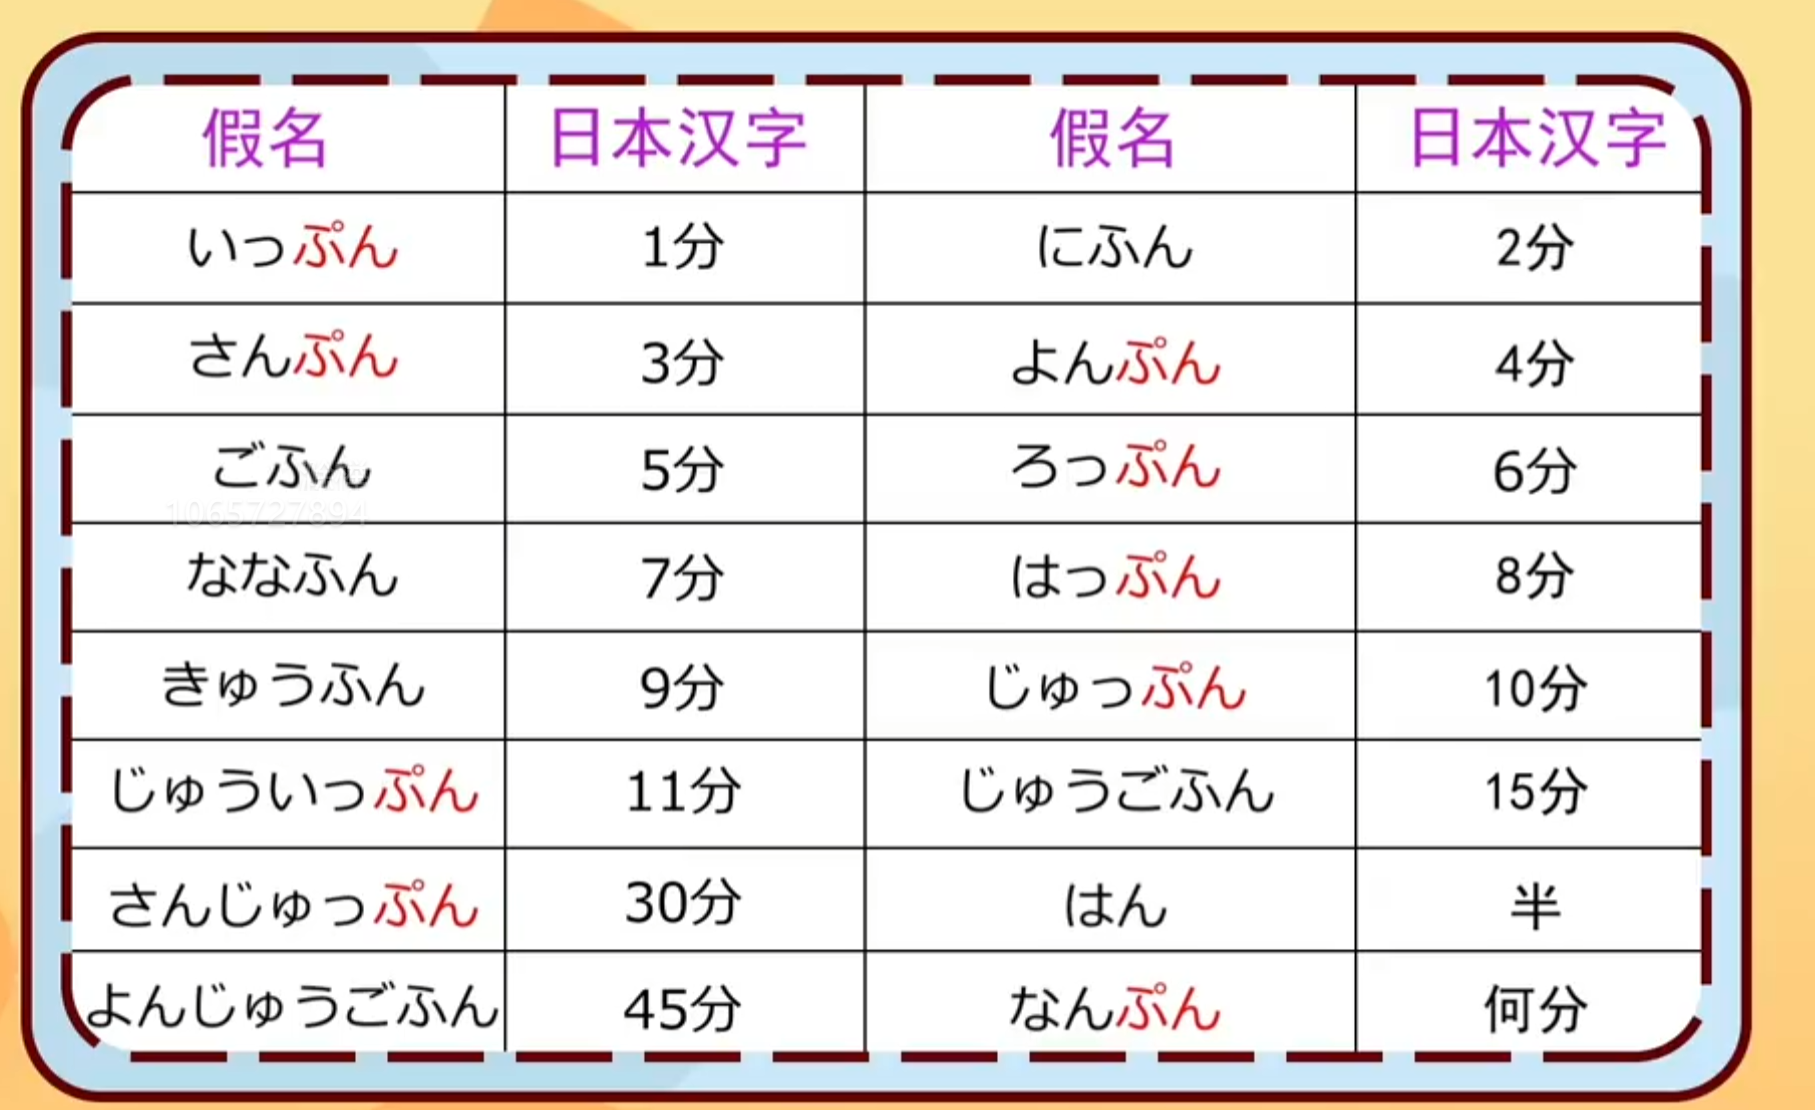 假名 日本汉字 假名 日本汉字
いっぷん 1分 にふん 2分
さんぷん 3分 よんぷん 4分
ごふん 5分 ろっぷん 6分
1065727894
ななふん 7分 はっぷん 8分
きゅうふん 9分 じゅっぷん 10分
じゅういっぷん 11分 じゅうごふん 15分
さんじゅっぷん 30分 はん 半
よんじゅうごふん 45分 なんぷん 何分